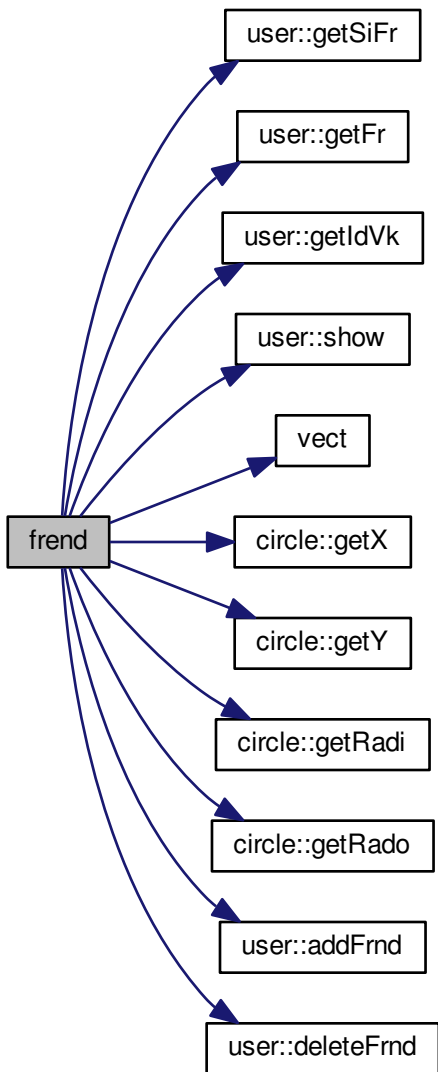 user::getSiFr
user::getFr
user::getIdVk
user::show
vect
frend
circle::getX
circle::getY
circle::getRadi
circle::getRado
user::addFrnd
user::deleteFrnd